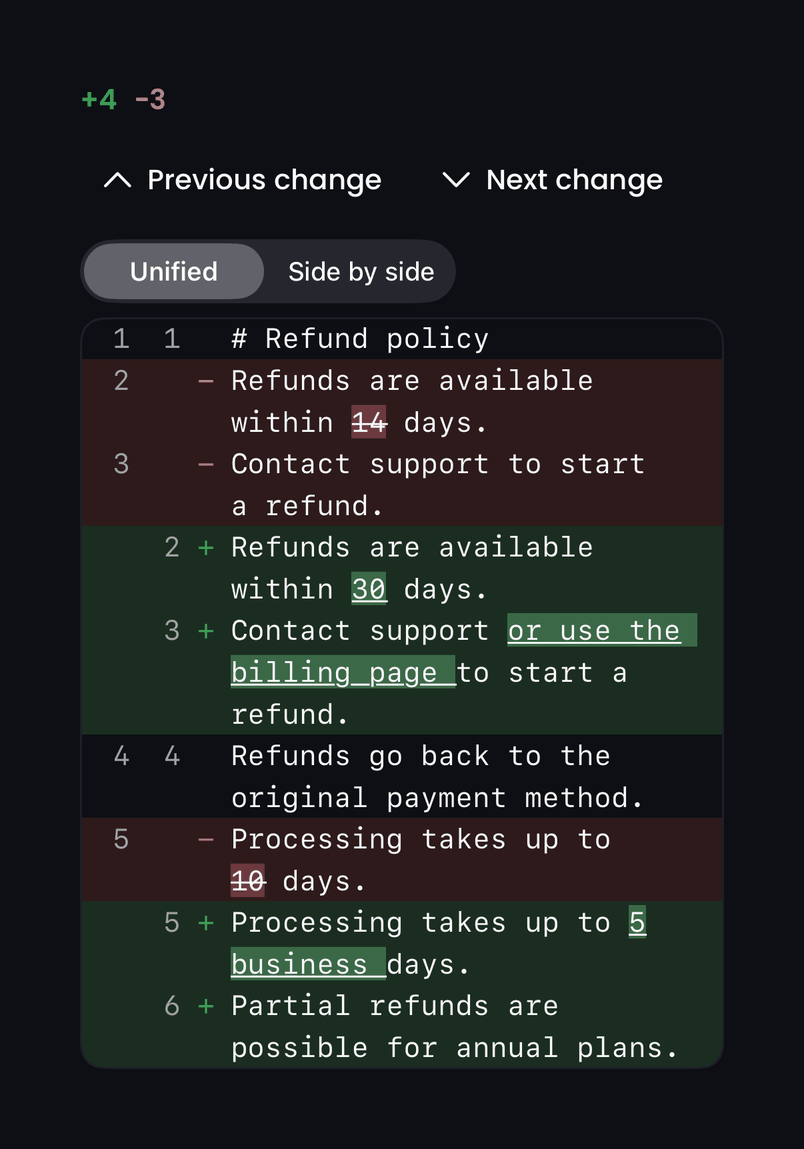 +4 −3
Previous change Next change
Unified Side by side
1 1 # Refund policy
2 − Refunds are available
within 14 days.
3 − Contact support to start
a refund.
2 + Refunds are available
within 30 days.
3 + Contact support or use the
billing page to start a
refund.
4 4 Refunds go back to the
original payment method.
5 − Processing takes up to
10 days.
5 + Processing takes up to 5
business days.
6 + Partial refunds are
possible for annual plans.